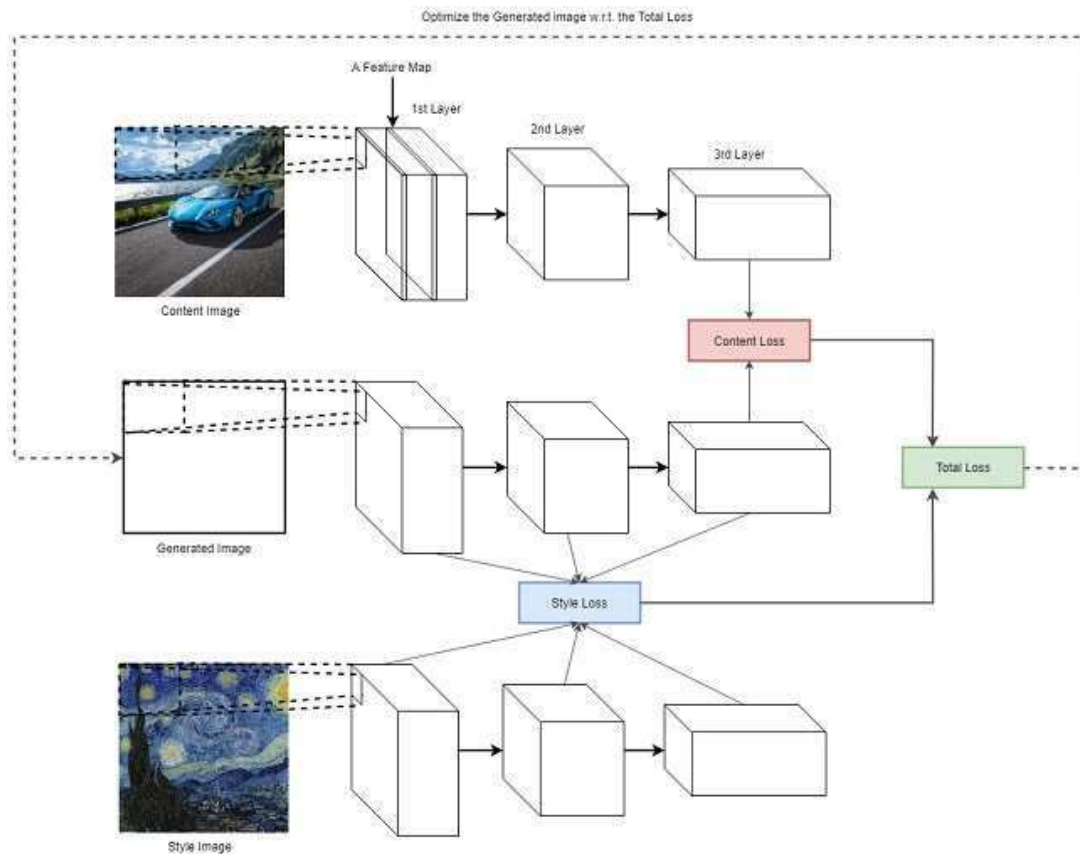 Optimize the Generated image w.r.t. the Total Loss
A Feature Map
1st Layer
2nd Layer
3rd Layer
Content Image
Content Loss
Total Loss
Generated Image
Style Loss
Style Image